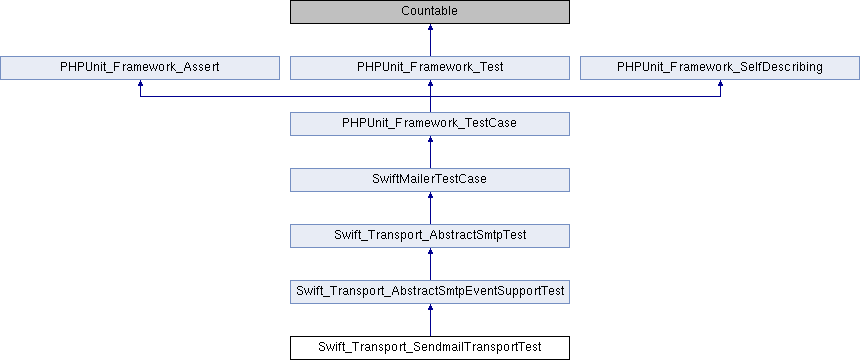 Countable
PHPUnit_Framework_Assert
PHPUnit_Framework_Test
PHPUnit_Framework_SelfDescribing
PHPUnit_Framework_TestCase
SwiftMailerTestCase
Swift_Transport_AbstractSmtpTest
Swift_Transport_AbstractSmtpEventSupportTest
Swift_Transport_SendmailTransportTest